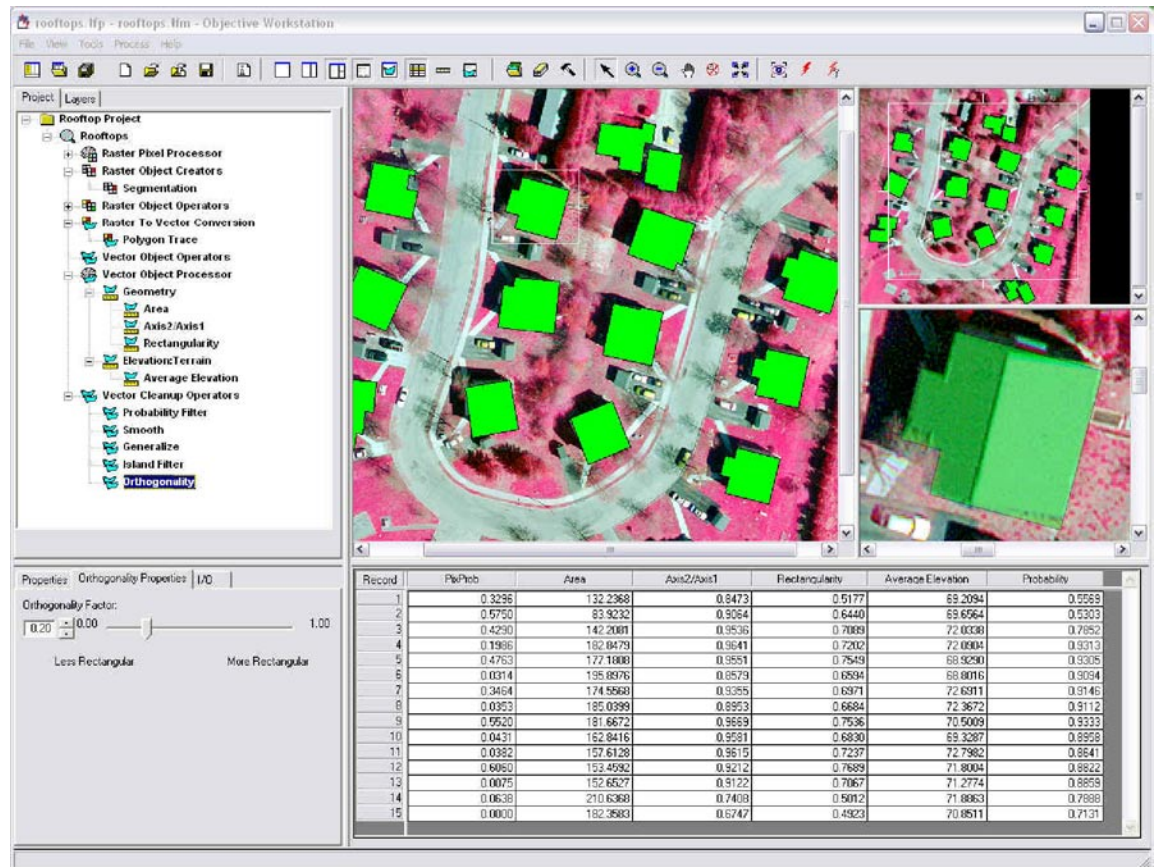 rooftops.lfp - rooftops.lfm - Objective Workstation
File View Tools Process Help
Project Layers
Rooftop Project
Rooftops
Raster Pixel Processor
Raster Object Creators
Segmentation
Raster Object Operators
Raster To Vector Conversion
Polygon Trace
Vector Object Operators
Vector Object Processor
Geometry
Area
Axis2/Axis1
Rectangularity
Elevation:Terrain
Average Elevation
Vector Cleanup Operators
Probability Filter
Smooth
Generalize
Island Filter
Orthogonality
Properties Orthogonality Properties I/O
Orthogonality Factor:
0.20 0.00 1.00
Less Rectangular More Rectangular
Record PixProb Area Axis2/Axis1 Rectangularity Average Elevation Probability
1 0.3296 132.2368 0.8473 0.5177 69.2094 0.5569
2 0.5750 83.9232 0.9064 0.6440 69.6564 0.5303
3 0.4290 142.2081 0.9536 0.7089 72.0338 0.7852
4 0.1986 182.8479 0.9641 0.7202 72.0904 0.9313
5 0.4763 177.1808 0.9551 0.7549 68.9290 0.9305
6 0.0314 195.8976 0.8579 0.6594 68.8016 0.9094
7 0.3464 174.5568 0.9355 0.6971 72.6911 0.9146
8 0.0353 185.0399 0.8953 0.6684 72.3672 0.9112
9 0.5520 181.6672 0.9669 0.7536 70.5009 0.9333
10 0.0431 162.8416 0.9581 0.6830 69.3287 0.8958
11 0.0382 157.6128 0.9615 0.7237 72.7982 0.8641
12 0.6060 153.4592 0.9212 0.7689 71.8004 0.8822
13 0.0075 152.6527 0.9122 0.7067 71.2774 0.8859
14 0.0638 210.6368 0.7408 0.5012 71.8863 0.7888
15 0.0000 182.3583 0.6747 0.4923 70.8511 0.7131